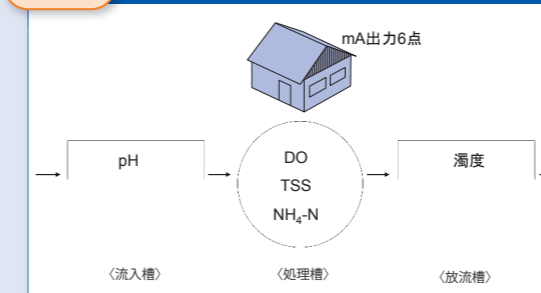 mA出力6点
pH
DO
TSS
NH₄-N
濁度
〈流入槽〉
〈処理槽〉
〈放流槽〉